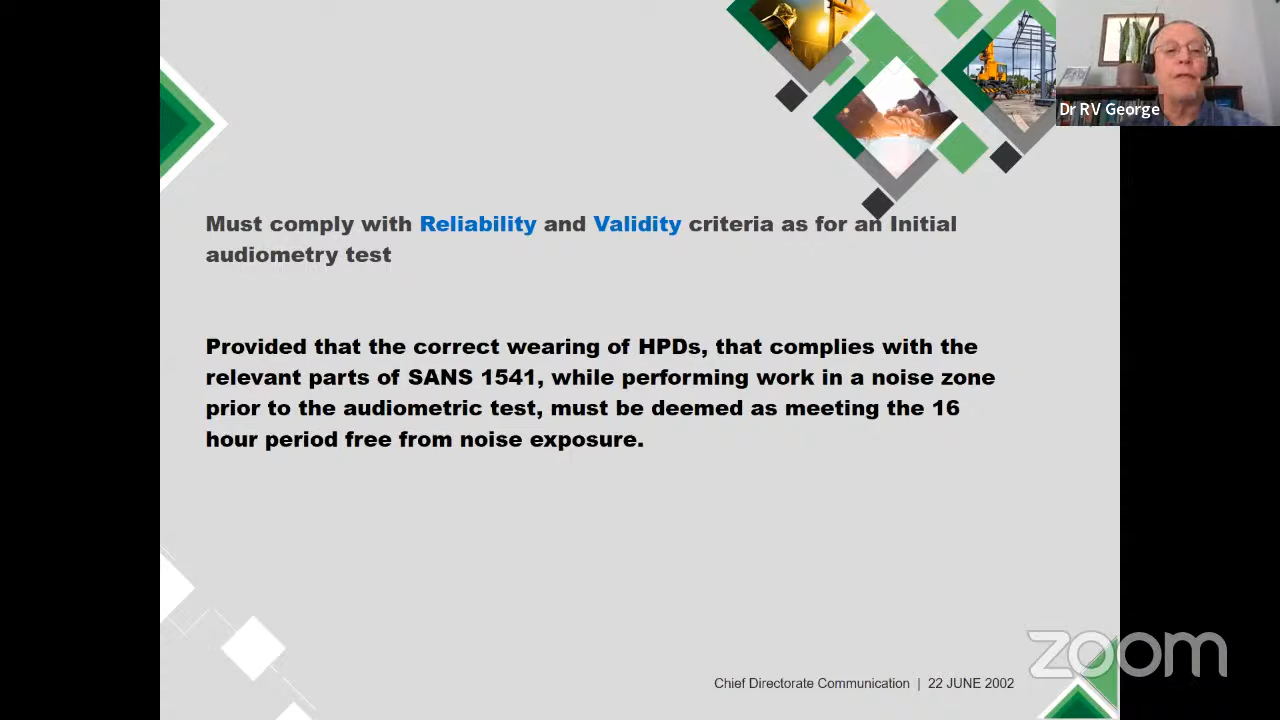 Dr RV George
Must comply with Reliability and Validity criteria as for an Initial
audiometry test
Provided that the correct wearing of HPDs, that complies with the
relevant parts of SANS 1541, while performing work in a noise zone
prior to the audiometric test, must be deemed as meeting the 16
hour period free from noise exposure.
zoom
Chief Directorate Communication | 22 JUNE 2002